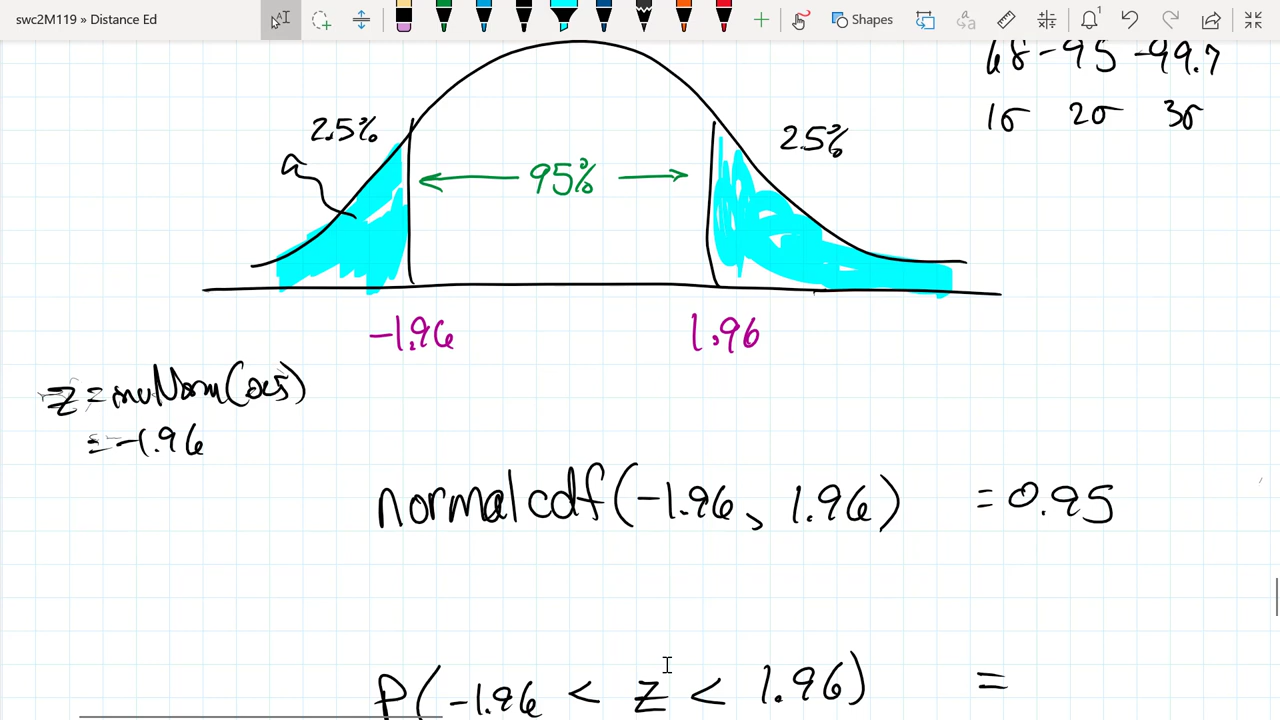 swc2M119 » Distance Ed
Shapes
68-95-99.7
1σ 2σ 3σ
2.5%
2.5%
a
95%
-1.96
1.96
z = invNorm(
= -1.96
normalcdf(-1.96, 1.96) = 0.95
P(-1.96 < z < 1.96) =